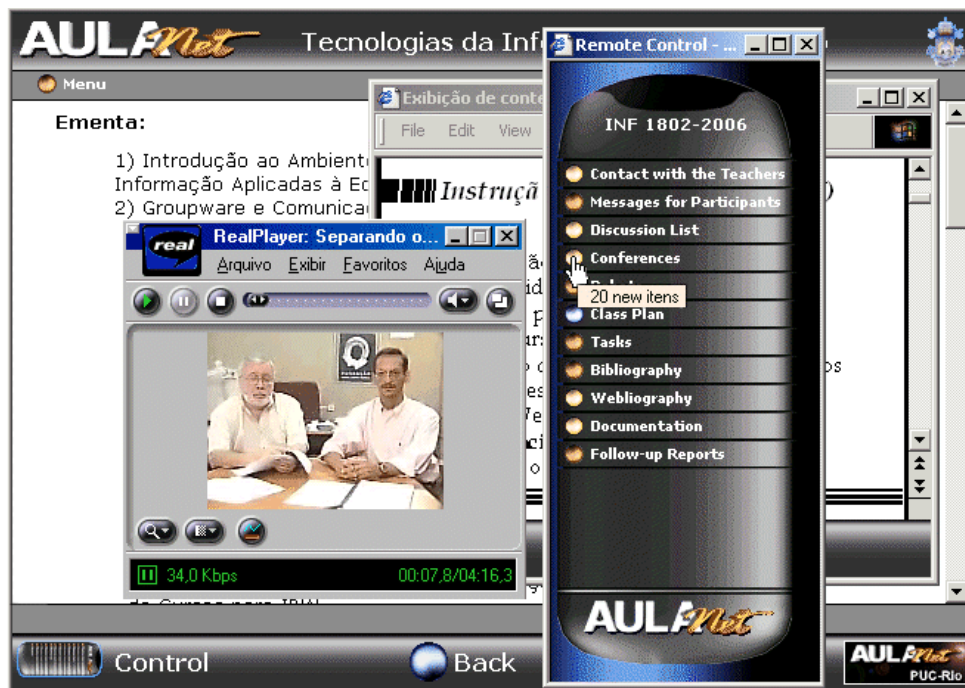 AULANet
Tecnologias da Inf
Menu
Ementa:
1) Introdução ao Ambient
Informação Aplicadas à Ed
2) Groupware e Comunica
Exibição de conte
File Edit View
Instruçã
RealPlayer: Separando o...
real
Arquivo Exibir Favoritos Ajuda
34,0 Kbps
00:07,8/04:16,3
Remote Control - ...
INF 1802-2006
Contact with the Teachers
Messages for Participants
Discussion List
Conferences
20 new itens
Class Plan
Tasks
Bibliography
Webliography
Documentation
Follow-up Reports
AULANet
Control
Back
AULANet
PUC-Rio